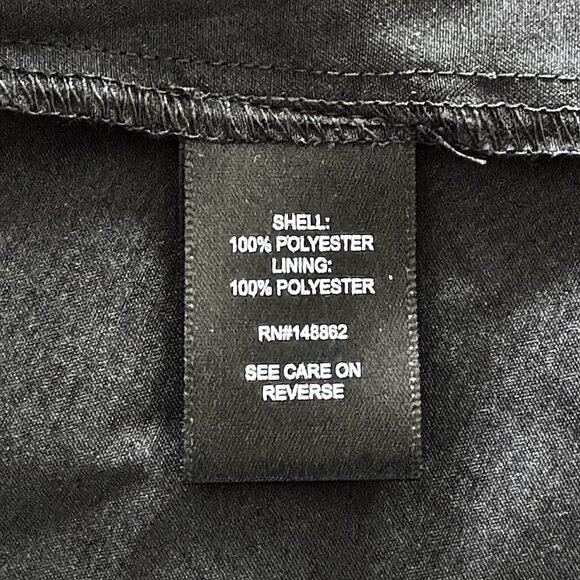 SHELL:
100% POLYESTER
LINING:
100% POLYESTER
RN#148862
SEE CARE ON
REVERSE